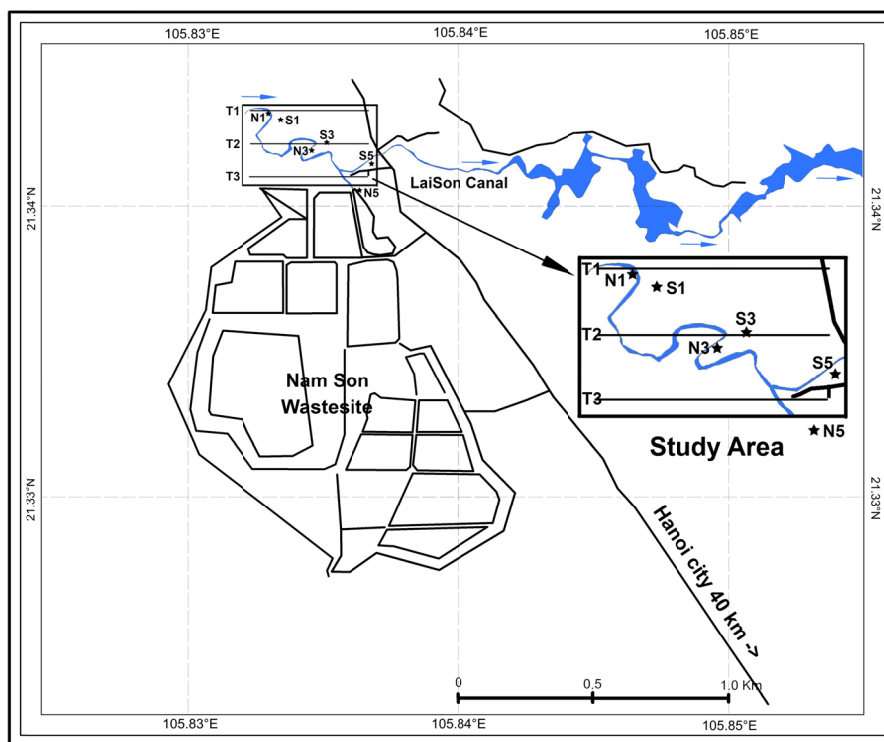 105.83°E
105.84°E
105.85°E
T1
N1
S1
T2
S3
N3
S5
T3
N5
LaiSon Canal
21.34°N
21.34°N
T1
N1
S1
T2
S3
N3
S5
T3
N5
Study Area
Nam Son
Wastesite
21.33°N
21.33°N
Hanoi city 40 km ->
0
0.5
1.0 Km
105.83°E
105.84°E
105.85°E